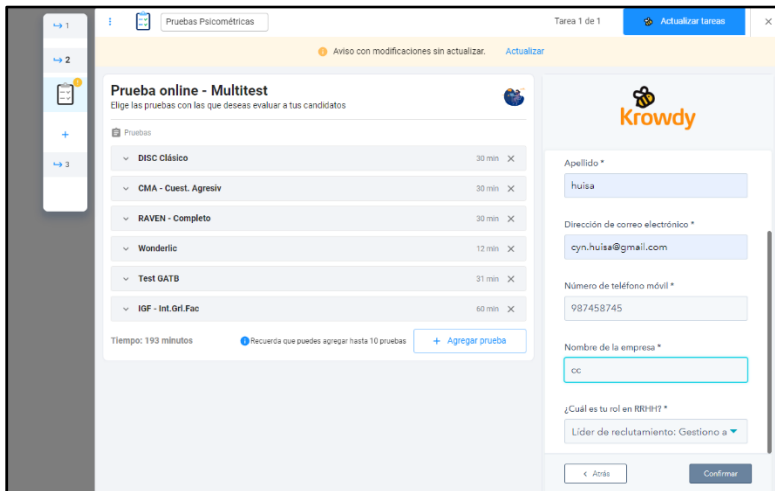 1
2
3
Pruebas Psicométricas
Tarea 1 de 1
Actualizar tareas
Aviso con modificaciones sin actualizar. Actualizar
Prueba online - Multitest
Elige las pruebas con las que deseas evaluar a tus candidatos
Pruebas
DISC Clásico 30 min
CMA - Cuest. Agresiv 30 min
RAVEN - Completo 30 min
Wonderlic 12 min
Test GATB 31 min
IGF - Int.Grl.Fac 60 min
Tiempo: 193 minutos
Recuerda que puedes agregar hasta 10 pruebas
+ Agregar prueba
Krowdy
Apellido *
huisa
Dirección de correo electrónico *
cyn.huisa@gmail.com
Número de teléfono móvil *
987458745
Nombre de la empresa *
cc
¿Cuál es tu rol en RRHH? *
Líder de reclutamiento: Gestiono a
< Atrás
Confirmar